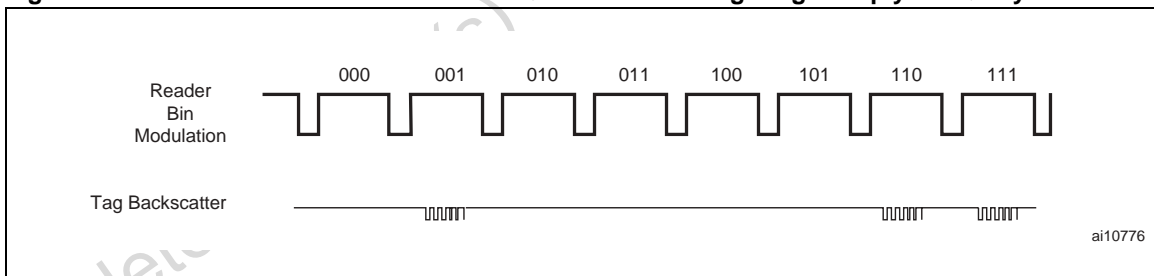 000 001 010 011 100 101 110 111
Reader
Bin
Modulation
Tag Backscatter
ai10776